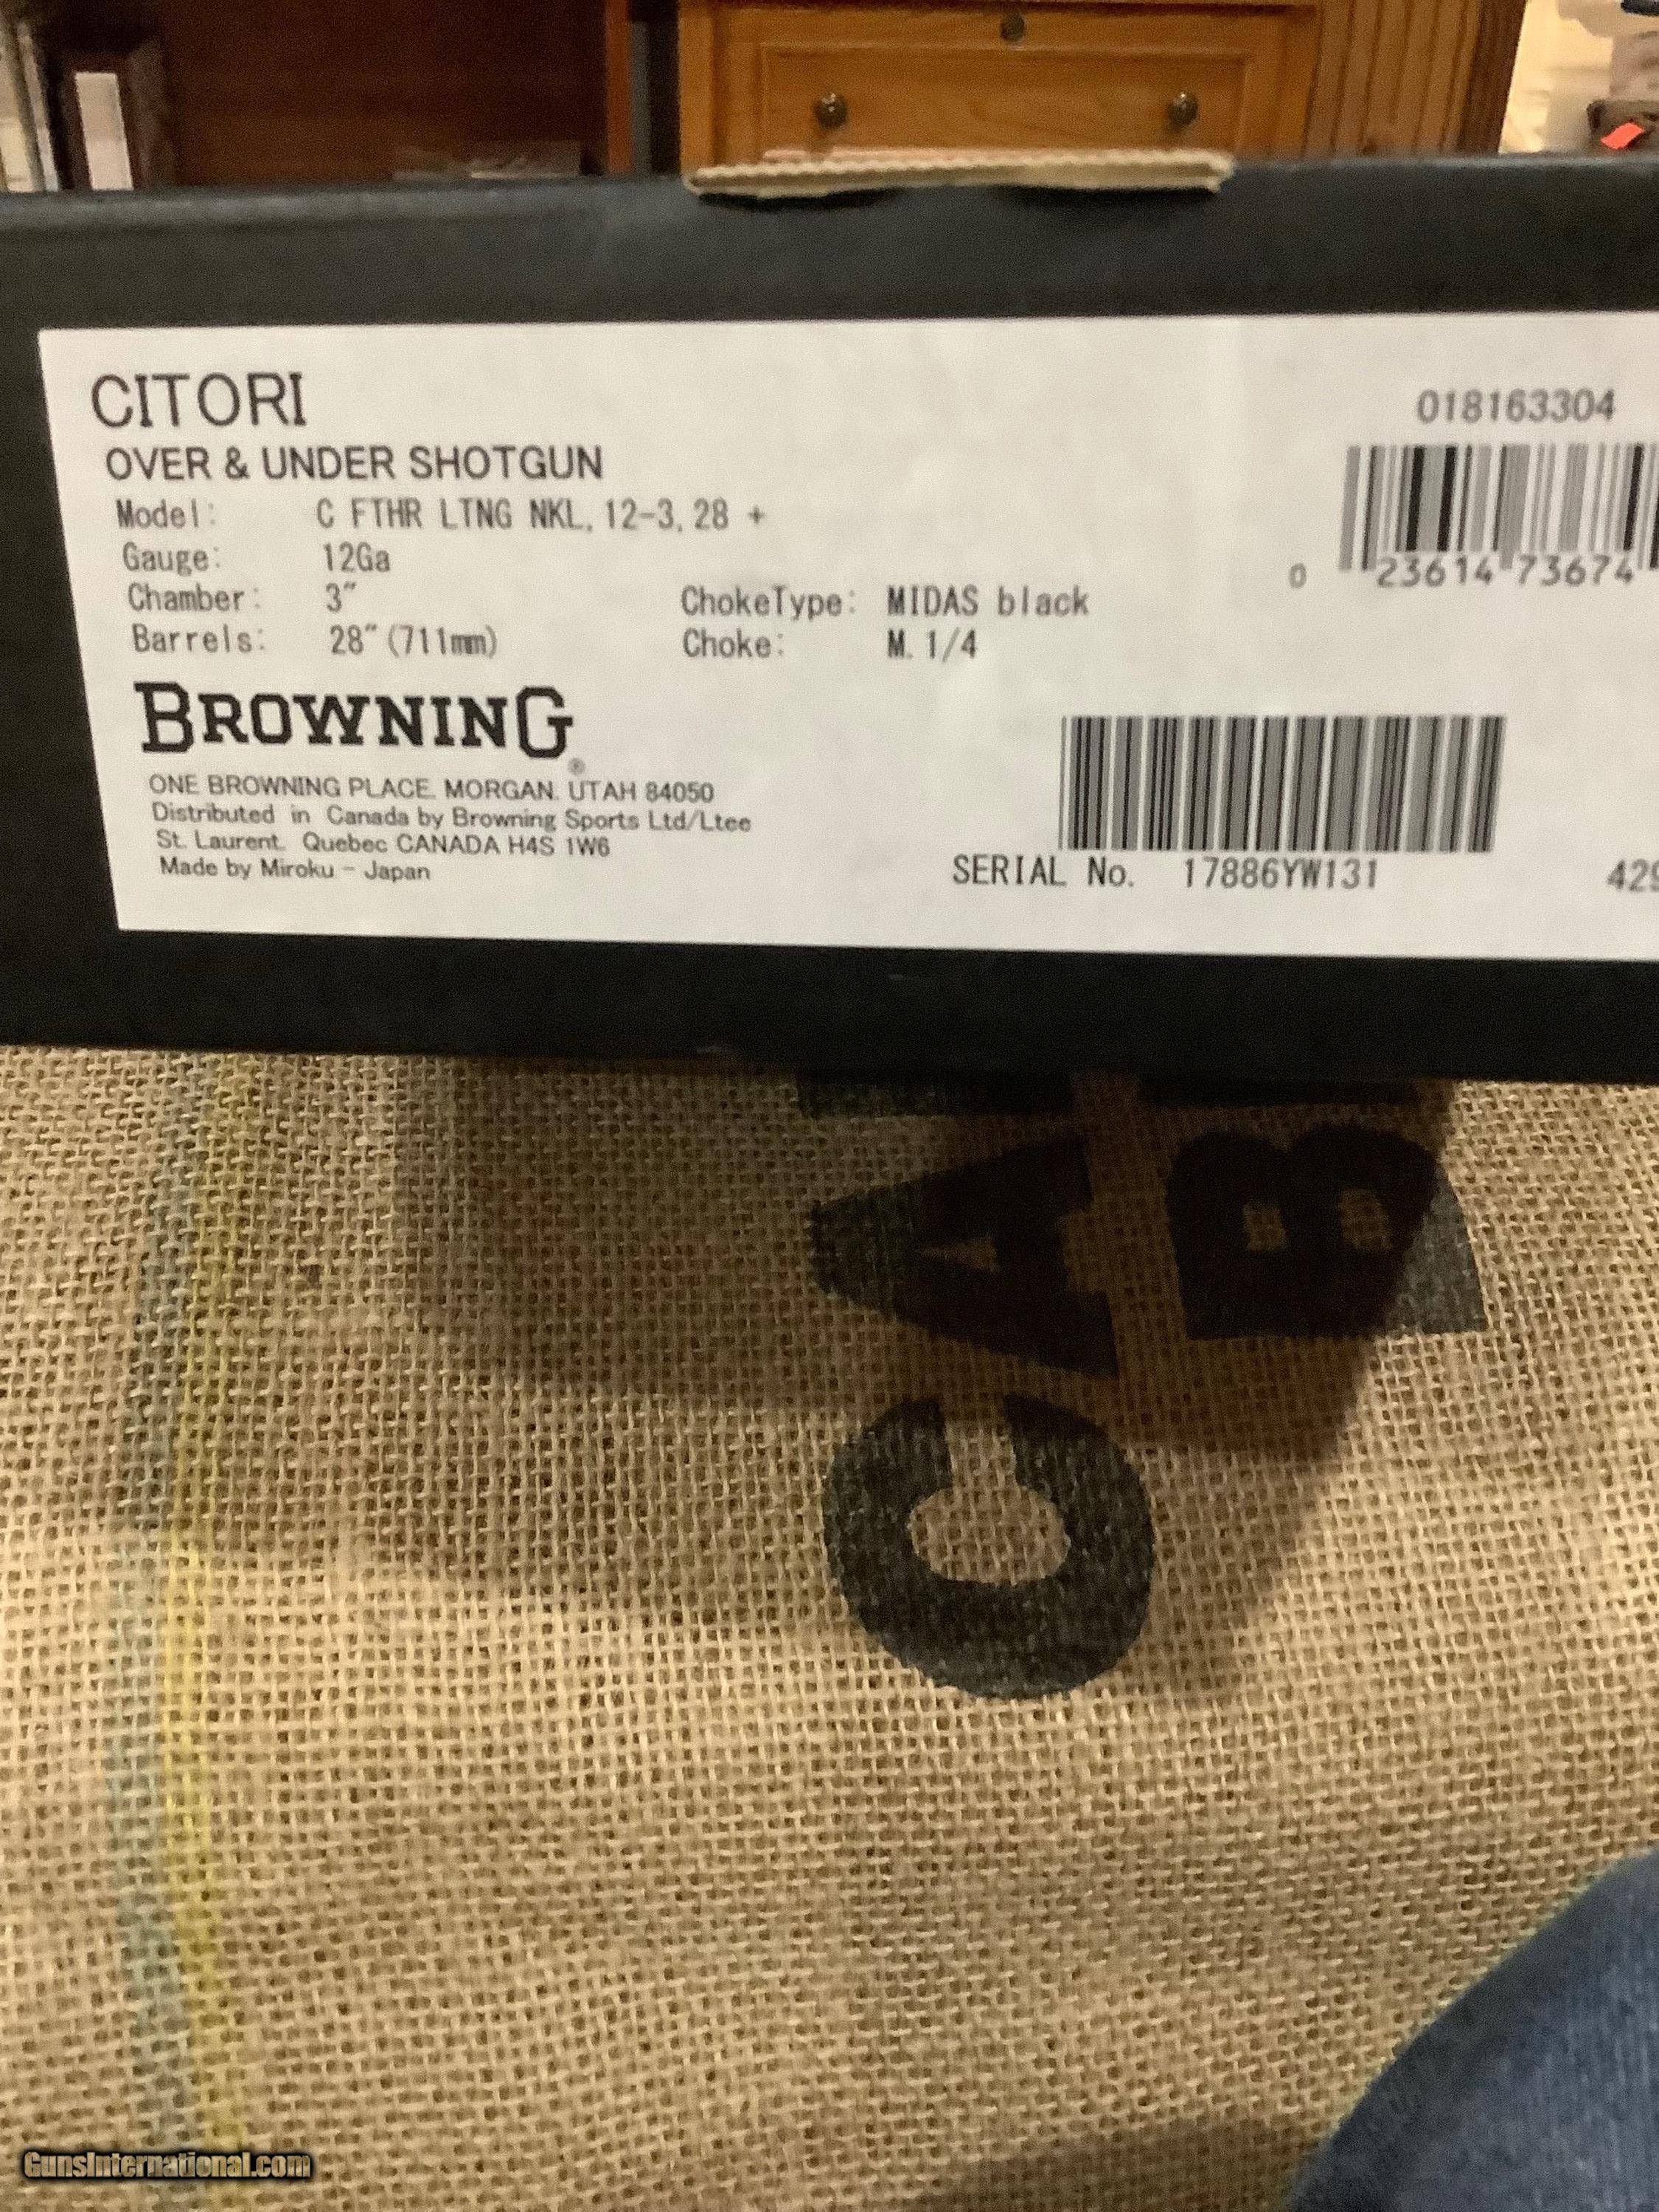 CITORI
OVER & UNDER SHOTGUN
Model: C FTHR LTNG NKL, 12-3, 28 +
Gauge: 12Ga
Chamber: 3" ChokeType: MIDAS black
Barrels: 28"(711mm) Choke: M. 1/4
018163304
0 23614 73674
BROWNING®
ONE BROWNING PLACE. MORGAN. UTAH 84050
Distributed in Canada by Browning Sports Ltd/Ltee
St. Laurent. Quebec CANADA H4S 1W6
Made by Miroku - Japan
SERIAL No. 17886YW131
429
CA
B
GunsInternational.com